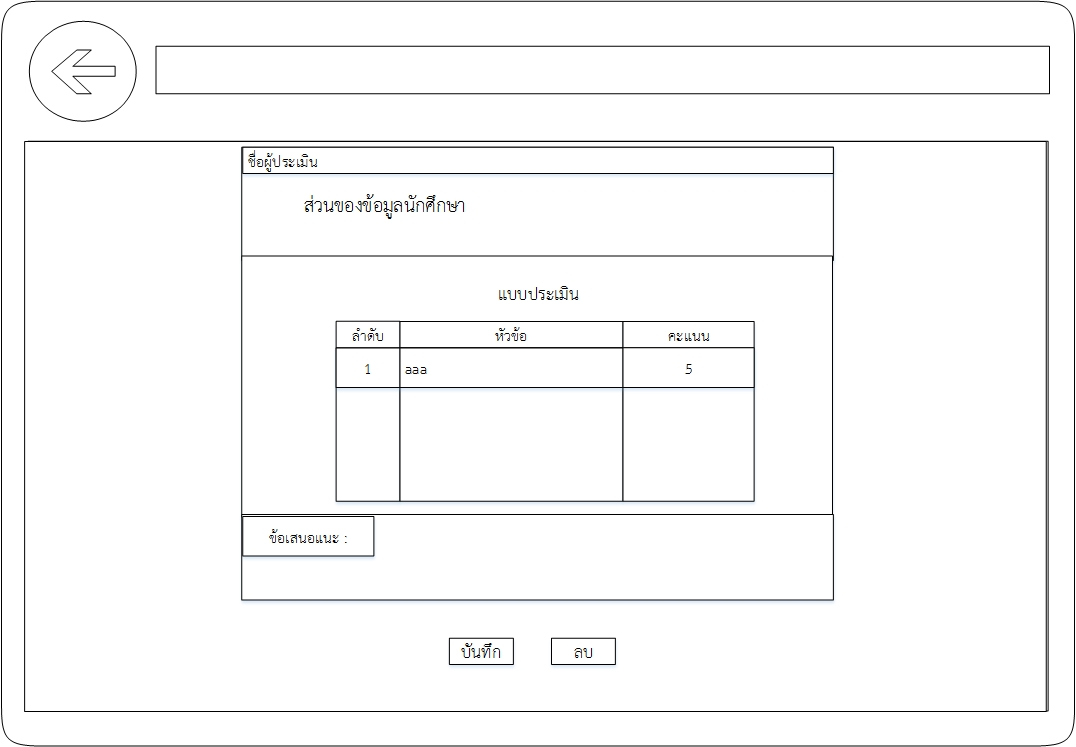 ชื่อผู้ประเมิน
ส่วนของข้อมูลนักศึกษา
แบบประเมิน
ลำดับ หัวข้อ คะแนน
1 aaa 5
ข้อเสนอแนะ :
บันทึก ลบ